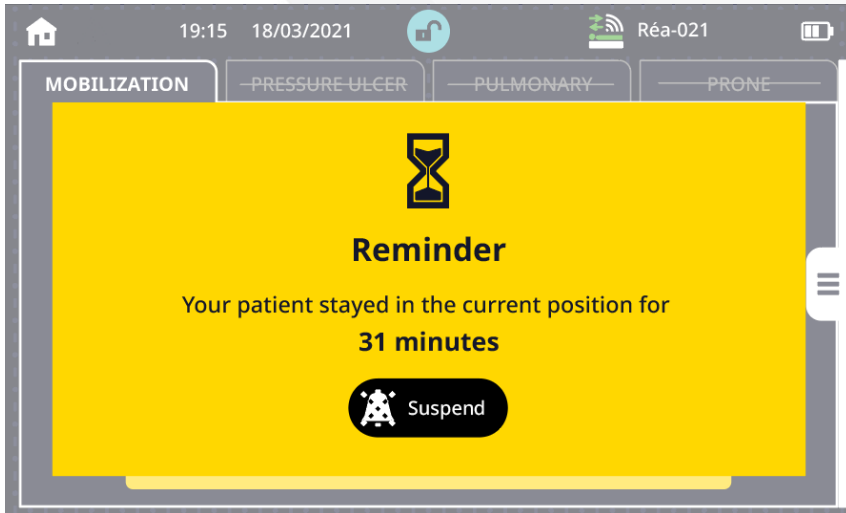 19:15 18/03/2021 Réa-021
MOBILIZATION PRESSURE ULCER PULMONARY PRONE
Reminder
Your patient stayed in the current position for
31 minutes
Suspend